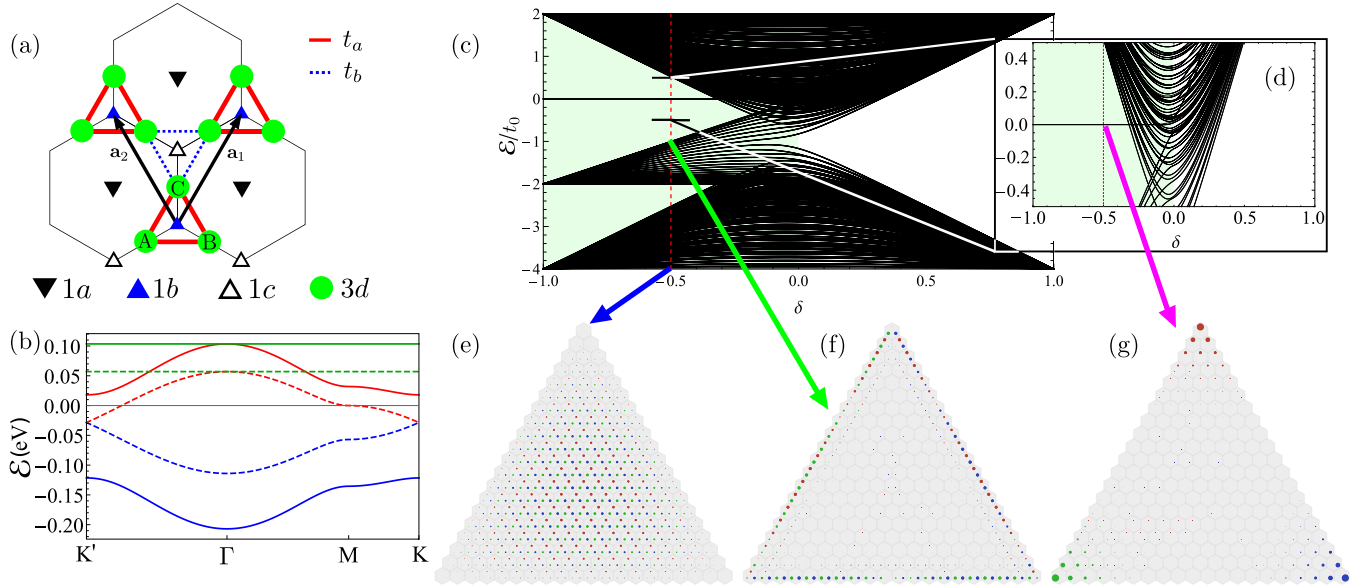 (a)
t_a
t_b
a_2
a_1
C
A
B
1a
1b
1c
3d
(b)
0.10
0.05
0.00
−0.05
−0.10
−0.15
−0.20
ℰ(eV)
K'
Γ
M
K
(c)
ℰ/t_0
2
1
0
−1
−2
−3
−4
−1.0
−0.5
0.0
0.5
1.0
δ
(d)
0.4
0.2
0.0
−0.2
−0.4
−1.0
−0.5
0.0
0.5
1.0
δ
(e)
(f)
(g)